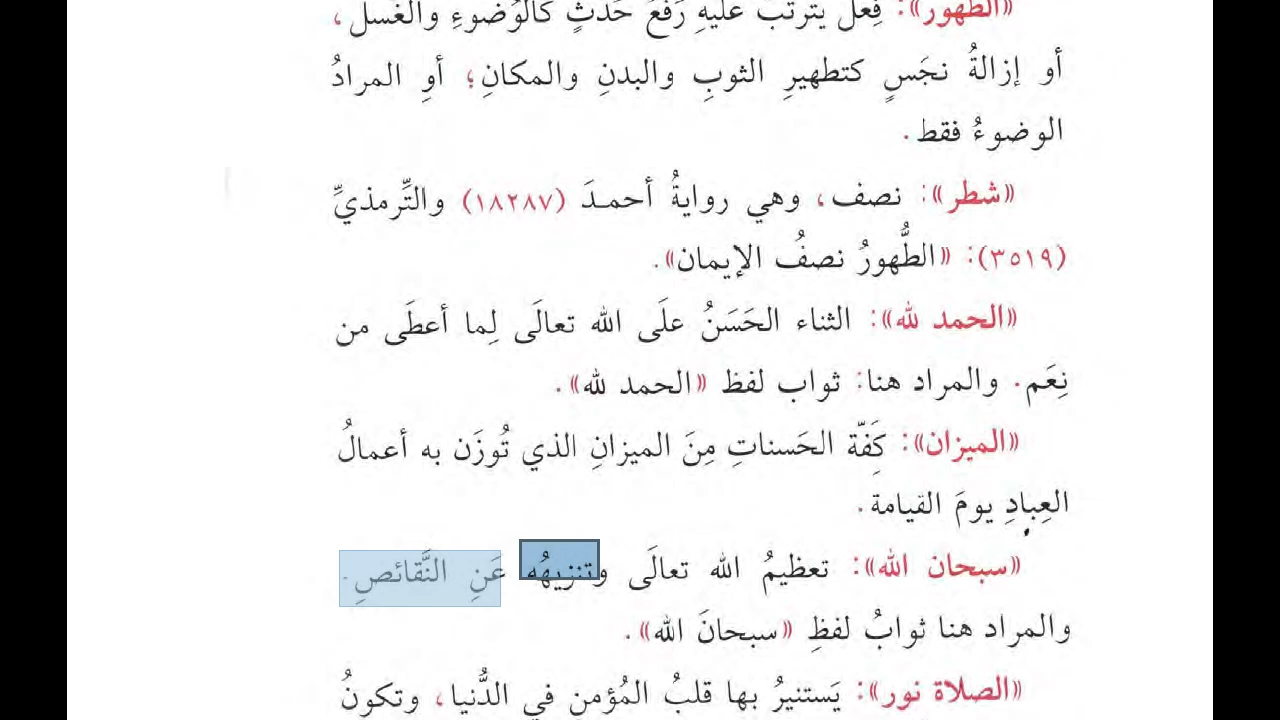 «الطهور»: فِعلٌ يترتب عليهِ رَفعُ حَدثٍ كالوُضوءِ والغُسل،
أو إزالةُ نجَسٍ كتطهيرِ الثوبِ والبدنِ والمكانِ؛ أوِ المرادُ
الوضوءُ فقط.
«شطر»: نصف، وهي روايةُ أحمدَ (١٨٢٨٧) والتِّرمذيِّ
(٣٥١٩): «الطُّهورُ نصفُ الإيمان».
«الحمد لله»: الثناء الحَسَنُ علَى الله تعالَى لِما أعطَى من
نِعَم. والمراد هنا: ثواب لفظ «الحمد لله».
«الميزان»: كَفّة الحَسناتِ مِنَ الميزانِ الذي تُوزَن به أعمالُ
العِبادِ يومَ القيامة.
«سبحان الله»: تعظيمُ الله تعالَى وتنزيهُه عَنِ النَّقائصِ.
والمراد هنا ثوابُ لفظِ «سبحانَ الله».
«الصلاة نور»: يَستنيرُ بها قلبُ المُؤمن في الدُّنيا، وتكونُ